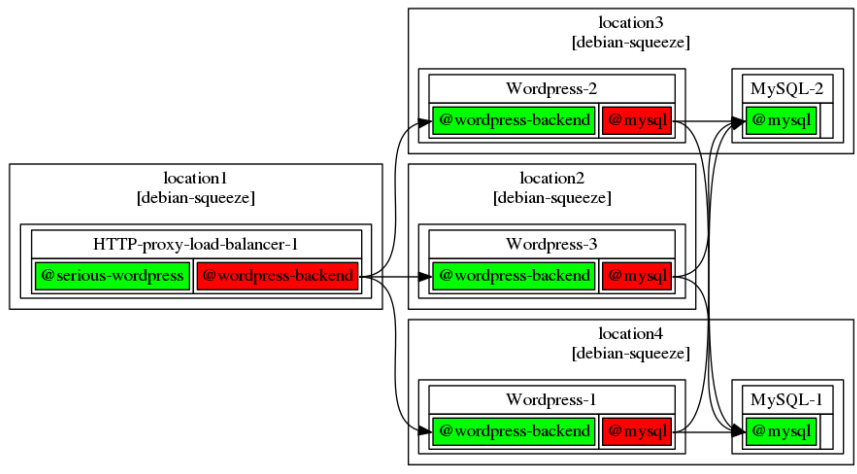 location3
[debian-squeeze]
Wordpress-2
@wordpress-backend @mysql
MySQL-2
@mysql
location1
[debian-squeeze]
HTTP-proxy-load-balancer-1
@serious-wordpress @wordpress-backend
location2
[debian-squeeze]
Wordpress-3
@wordpress-backend @mysql
location4
[debian-squeeze]
Wordpress-1
@wordpress-backend @mysql
MySQL-1
@mysql